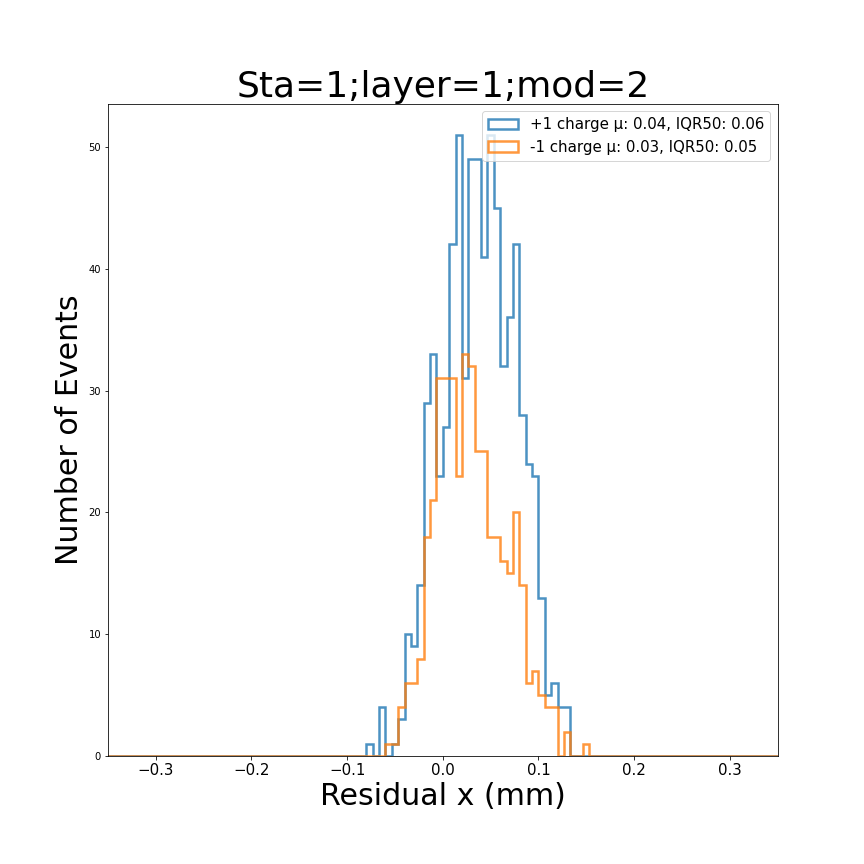 Sta=1;layer=1;mod=2
+1 charge μ: 0.04, IQR50: 0.06
-1 charge μ: 0.03, IQR50: 0.05
Number of Events
50
40
30
20
10
0
−0.3 −0.2 −0.1 0.0 0.1 0.2 0.3
Residual x (mm)